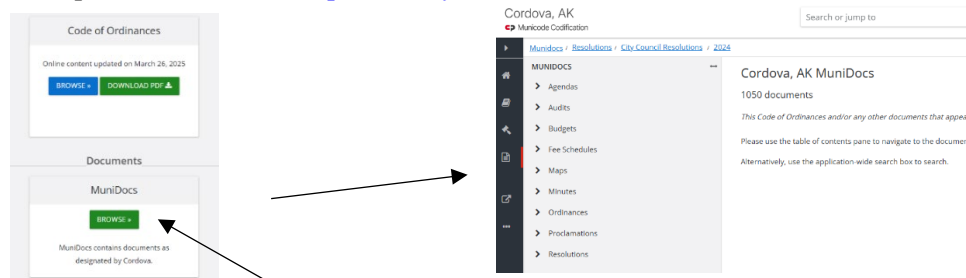 Code of Ordinances
Online content updated on March 26, 2025
BROWSE »
DOWNLOAD PDF
Documents
MuniDocs
BROWSE »
MuniDocs contains documents as
designated by Cordova.
Cordova, AK
Municode Codification
Search or jump to
Munidocs / Resolutions / City Council Resolutions / 2024
MUNIDOCS
Agendas
Audits
Budgets
Fee Schedules
Maps
Minutes
Ordinances
Proclamations
Resolutions
Cordova, AK MuniDocs
1050 documents
This Code of Ordinances and/or any other documents that appea
Please use the table of contents pane to navigate to the documen
Alternatively, use the application-wide search box to search.